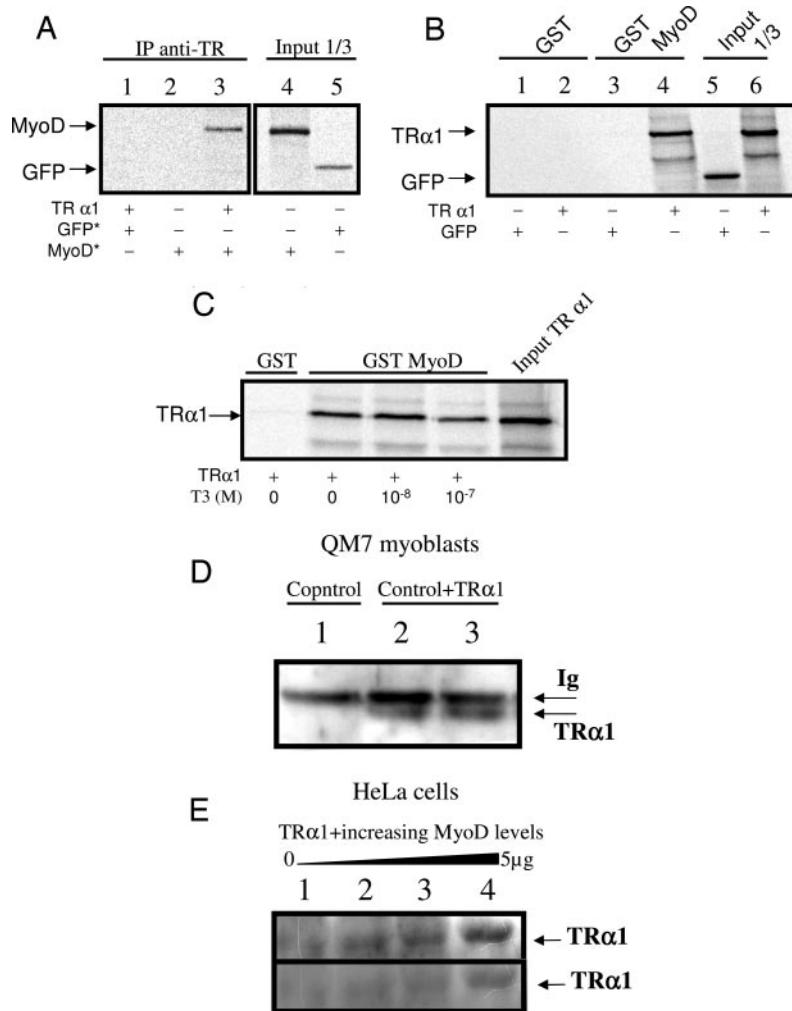 A
IP anti-TR Input 1/3
1 2 3 4 5
MyoD
GFP
TR α1 + − + − −
GFP* + − − − +
MyoD* − + + + −
B
GST GST MyoD Input 1/3
1 2 3 4 5 6
TRα1
GFP
TR α1 − + − + − +
GFP + − + − + −
C
GST GST MyoD Input TR α1
TRα1
TRα1 + + + +
T3 (M) 0 0 10⁻⁸ 10⁻⁷
QM7 myoblasts
D
Copntrol Control+TRα1
1 2 3
Ig
TRα1
HeLa cells
E
TRα1+increasing MyoD levels
0 5µg
1 2 3 4
TRα1
TRα1